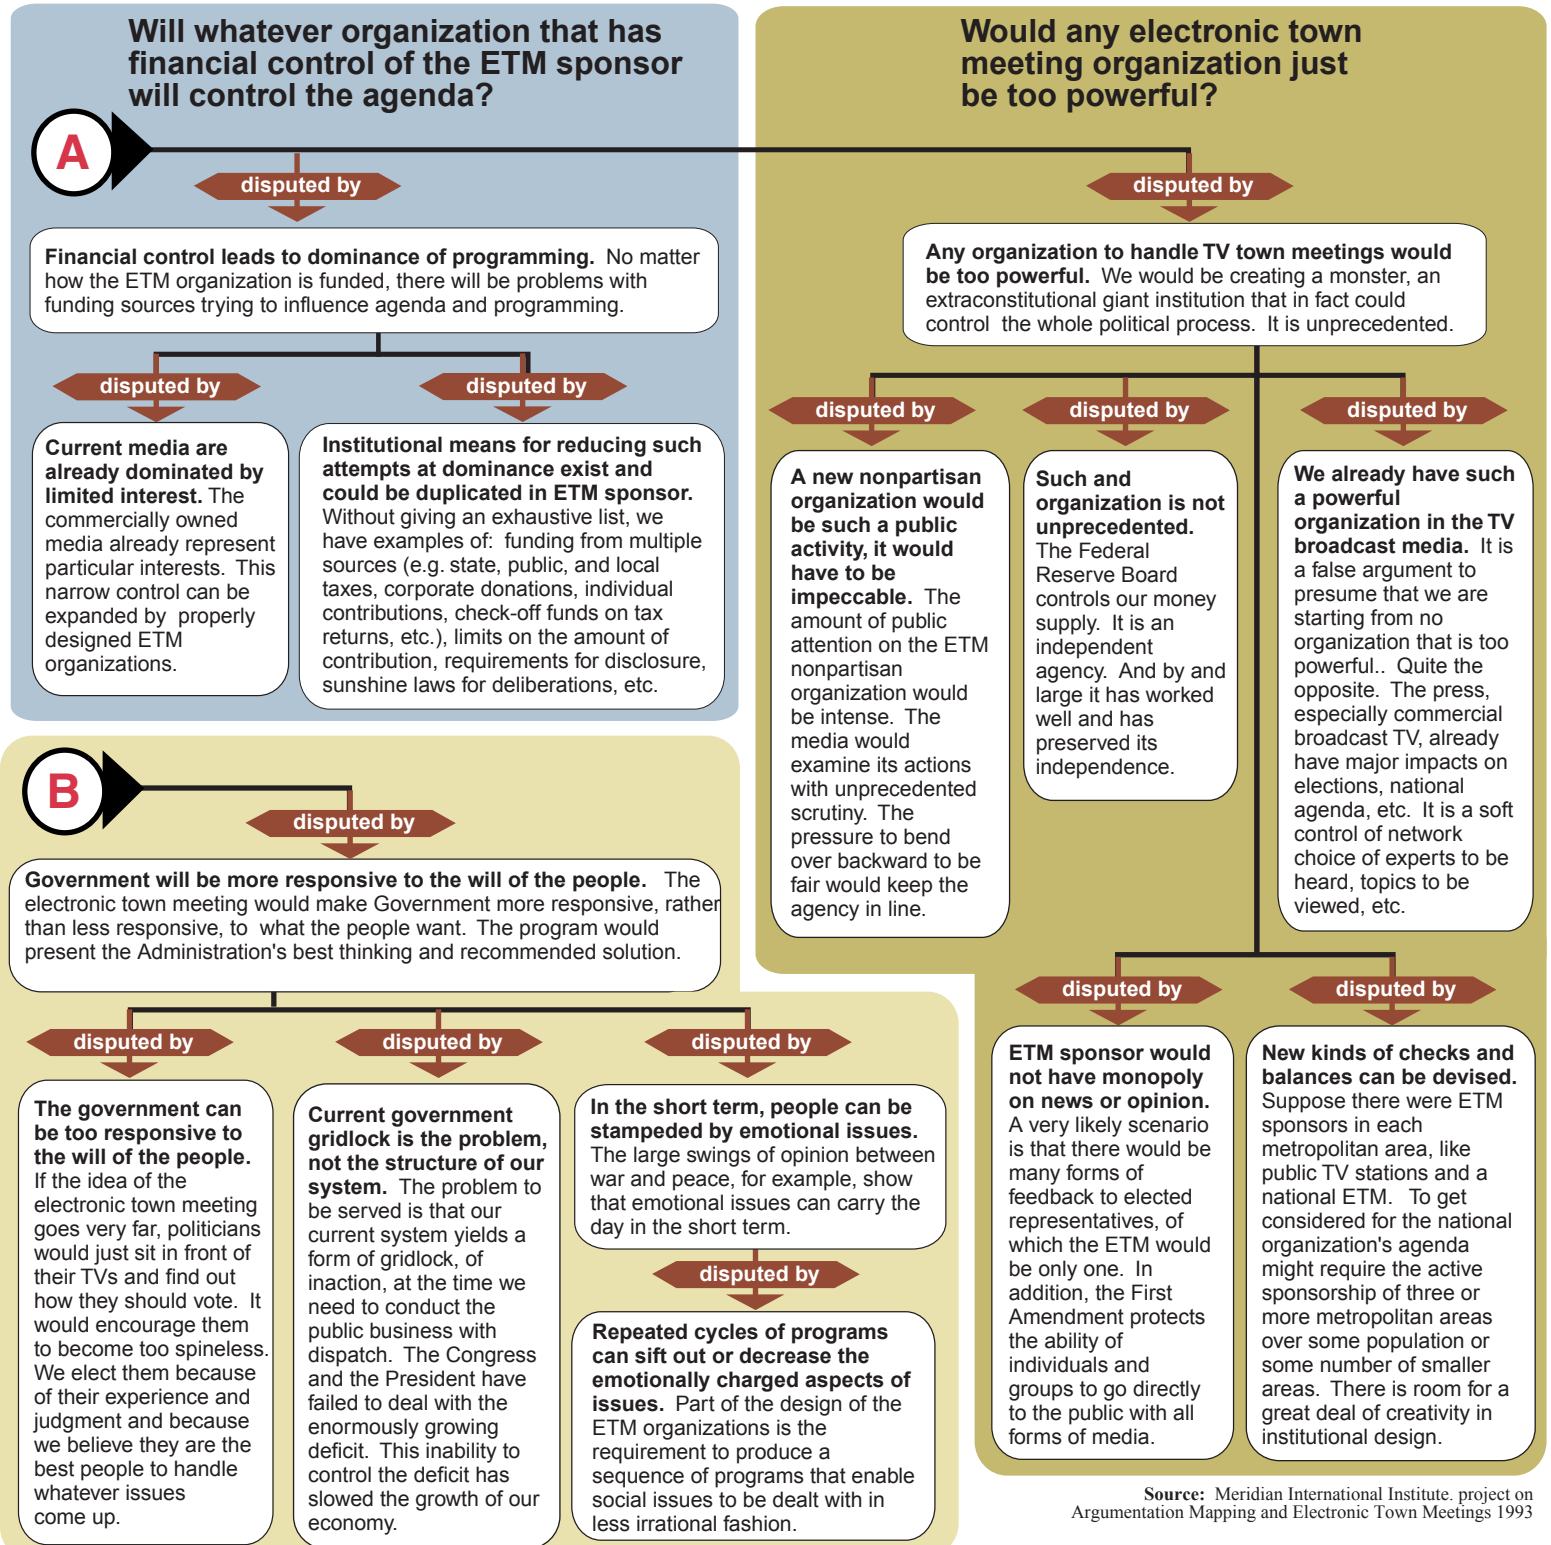 Will whatever organization that has
financial control of the ETM sponsor
will control the agenda?
A
disputed by
Financial control leads to dominance of programming. No matter
how the ETM organization is funded, there will be problems with
funding sources trying to influence agenda and programming.
disputed by
Current media are
already dominated by
limited interest. The
commercially owned
media already represent
particular interests. This
narrow control can be
expanded by properly
designed ETM
organizations.
disputed by
Institutional means for reducing such
attempts at dominance exist and
could be duplicated in ETM sponsor.
Without giving an exhaustive list, we
have examples of: funding from multiple
sources (e.g. state, public, and local
taxes, corporate donations, individual
contributions, check-off funds on tax
returns, etc.), limits on the amount of
contribution, requirements for disclosure,
sunshine laws for deliberations, etc.
Would any electronic town
meeting organization just
be too powerful?
disputed by
Any organization to handle TV town meetings would
be too powerful. We would be creating a monster, an
extraconstitutional giant institution that in fact could
control the whole political process. It is unprecedented.
disputed by
A new nonpartisan
organization would
be such a public
activity, it would
have to be
impeccable. The
amount of public
attention on the ETM
nonpartisan
organization would
be intense. The
media would
examine its actions
with unprecedented
scrutiny. The
pressure to bend
over backward to be
fair would keep the
agency in line.
disputed by
Such and
organization is not
unprecedented.
The Federal
Reserve Board
controls our money
supply. It is an
independent
agency. And by and
large it has worked
well and has
preserved its
independence.
disputed by
We already have such
a powerful
organization in the TV
broadcast media. It is
a false argument to
presume that we are
starting from no
organization that is too
powerful.. Quite the
opposite. The press,
especially commercial
broadcast TV, already
have major impacts on
elections, national
agenda, etc. It is a soft
control of network
choice of experts to be
heard, topics to be
viewed, etc.
disputed by
ETM sponsor would
not have monopoly
on news or opinion.
A very likely scenario
is that there would be
many forms of
feedback to elected
representatives, of
which the ETM would
be only one. In
addition, the First
Amendment protects
the ability of
individuals and
groups to go directly
to the public with all
forms of media.
disputed by
New kinds of checks and
balances can be devised.
Suppose there were ETM
sponsors in each
metropolitan area, like
public TV stations and a
national ETM. To get
considered for the national
organization's agenda
might require the active
sponsorship of three or
more metropolitan areas
over some population or
some number of smaller
areas. There is room for a
great deal of creativity in
institutional design.
B
disputed by
Government will be more responsive to the will of the people. The
electronic town meeting would make Government more responsive, rather
than less responsive, to what the people want. The program would
present the Administration's best thinking and recommended solution.
disputed by
The government can
be too responsive to
the will of the people.
If the idea of the
electronic town meeting
goes very far, politicians
would just sit in front of
their TVs and find out
how they should vote. It
would encourage them
to become too spineless.
We elect them because
of their experience and
judgment and because
we believe they are the
best people to handle
whatever issues
come up.
disputed by
Current government
gridlock is the problem,
not the structure of our
system. The problem to
be served is that our
current system yields a
form of gridlock, of
inaction, at the time we
need to conduct the
public business with
dispatch. The Congress
and the President have
failed to deal with the
enormously growing
deficit. This inability to
control the deficit has
slowed the growth of our
economy.
disputed by
In the short term, people can be
stampeded by emotional issues.
The large swings of opinion between
war and peace, for example, show
that emotional issues can carry the
day in the short term.
disputed by
Repeated cycles of programs
can sift out or decrease the
emotionally charged aspects of
issues. Part of the design of the
ETM organizations is the
requirement to produce a
sequence of programs that enable
social issues to be dealt with in
less irrational fashion.
Source: Meridian International Institute. project on
Argumentation Mapping and Electronic Town Meetings 1993